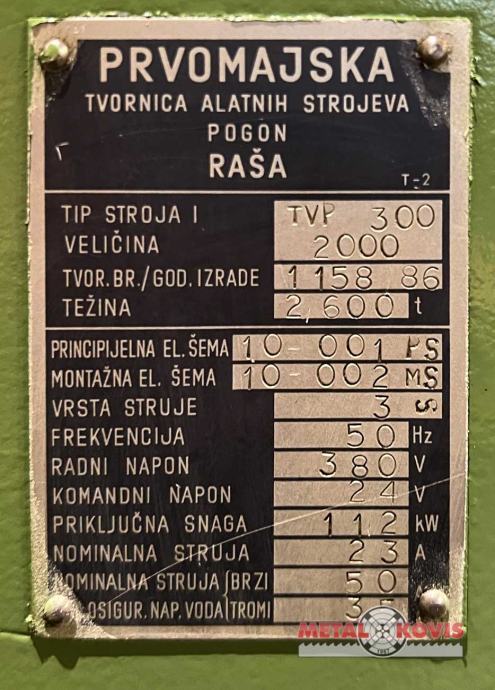 PRVOMAJSKA
TVORNICA ALATNIH STROJEVA
POGON
RAŠA
T-2
TIP STROJA I TVP 300
VELIČINA 2000
TVOR.BR./GOD.IZRADE 1158 86
TEŽINA 2,600 t
PRINCIPIJELNA EL.ŠEMA 10-001 PS
MONTAŽNA EL. ŠEMA 10-002 MS
VRSTA STRUJE 3 S
FREKVENCIJA 50 Hz
RADNI NAPON 380 V
KOMANDNI NAPON 24 V
PRIKLJUČNA SNAGA 11,2 kW
NOMINALNA STRUJA 23 A
NOMINALNA STRUJA BRZI 50
OSIGUR. NAP. VODA TROMI
METAL KOVIS